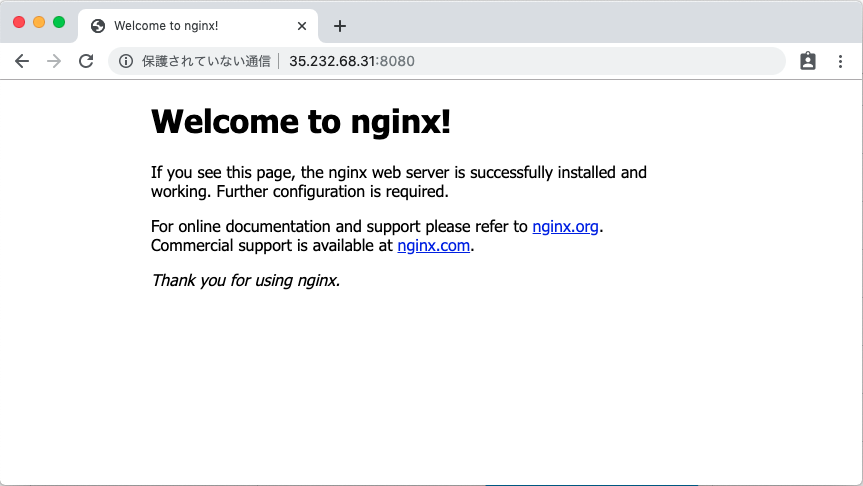 Welcome to nginx!
保護されていない通信 | 35.232.68.31:8080
Welcome to nginx!
If you see this page, the nginx web server is successfully installed and
working. Further configuration is required.
For online documentation and support please refer to nginx.org.
Commercial support is available at nginx.com.
Thank you for using nginx.